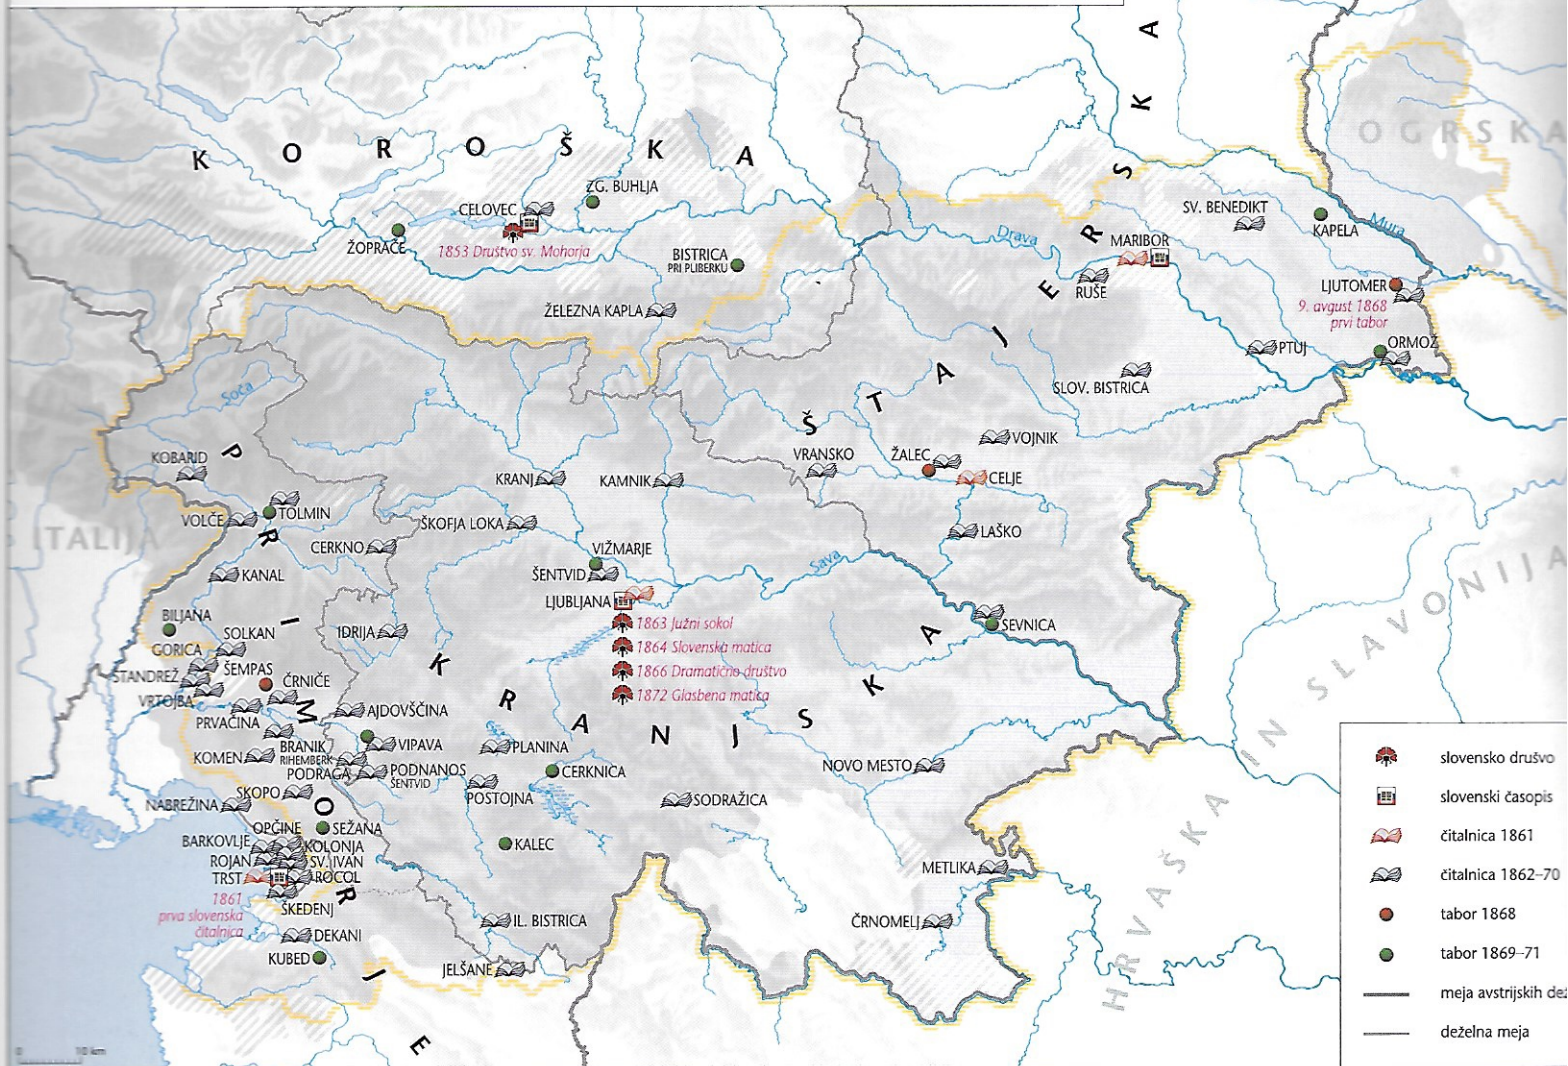 KOROŠKA
ŠTAJERSKA
OGRSKA
PRIMORJE
KRANJSKA
ITALIJA
HRVAŠKA IN SLAVONIJA
ZG. BUHLJA
CELOVEC
1853 Društvo sv. Mohorja
ŽOPRAČE
BISTRICA
PRI PLIBERKU
ŽELEZNA KAPLA
Drava
MARIBOR
RUŠE
SV. BENEDIKT
KAPELA
Mura
LJUTOMER
9. avgust 1868
prvi tabor
ORMOŽ
PTUJ
SLOV. BISTRICA
VOJNIK
VRANSKO
ŽALEC
CELJE
LAŠKO
Soča
KOBARID
VOLČE
TOLMIN
CERKNO
KANAL
KRANJ
KAMNIK
ŠKOFJA LOKA
VIŽMARJE
ŠENTVID
LJUBLJANA
1863 Južni sokol
1864 Slovenska matica
1866 Dramatično društvo
1872 Glasbena matica
Sava
SEVNICA
IDRIJA
BILJANA
SOLKAN
GORICA
ŠTANDREŽ
ŠEMPAS
VRTOJBA
ČRNIČE
PRVAČINA
AJDOVŠČINA
BRANIK
RIHEMBERK
VIPAVA
KOMEN
PODRAGA
PODNANOS
ŠENTVID
PLANINA
CERKNICA
POSTOJNA
SODRAŽICA
NOVO MESTO
SKOPO
NABREŽINA
OPČINE
SEŽANA
BARKOVLJE
KOLONJA
ROJAN
SV. IVAN
TRST
ROCOL
1861
prva slovenska
čitalnica
ŠKEDENJ
DEKANI
KUBED
KALEC
IL. BISTRICA
JELŠANE
METLIKA
ČRNOMELJ
0 10 km
slovensko drušvo
slovenski časopis
čitalnica 1861
čitalnica 1862–70
tabor 1868
tabor 1869–71
meja avstrijskih dež
deželna meja